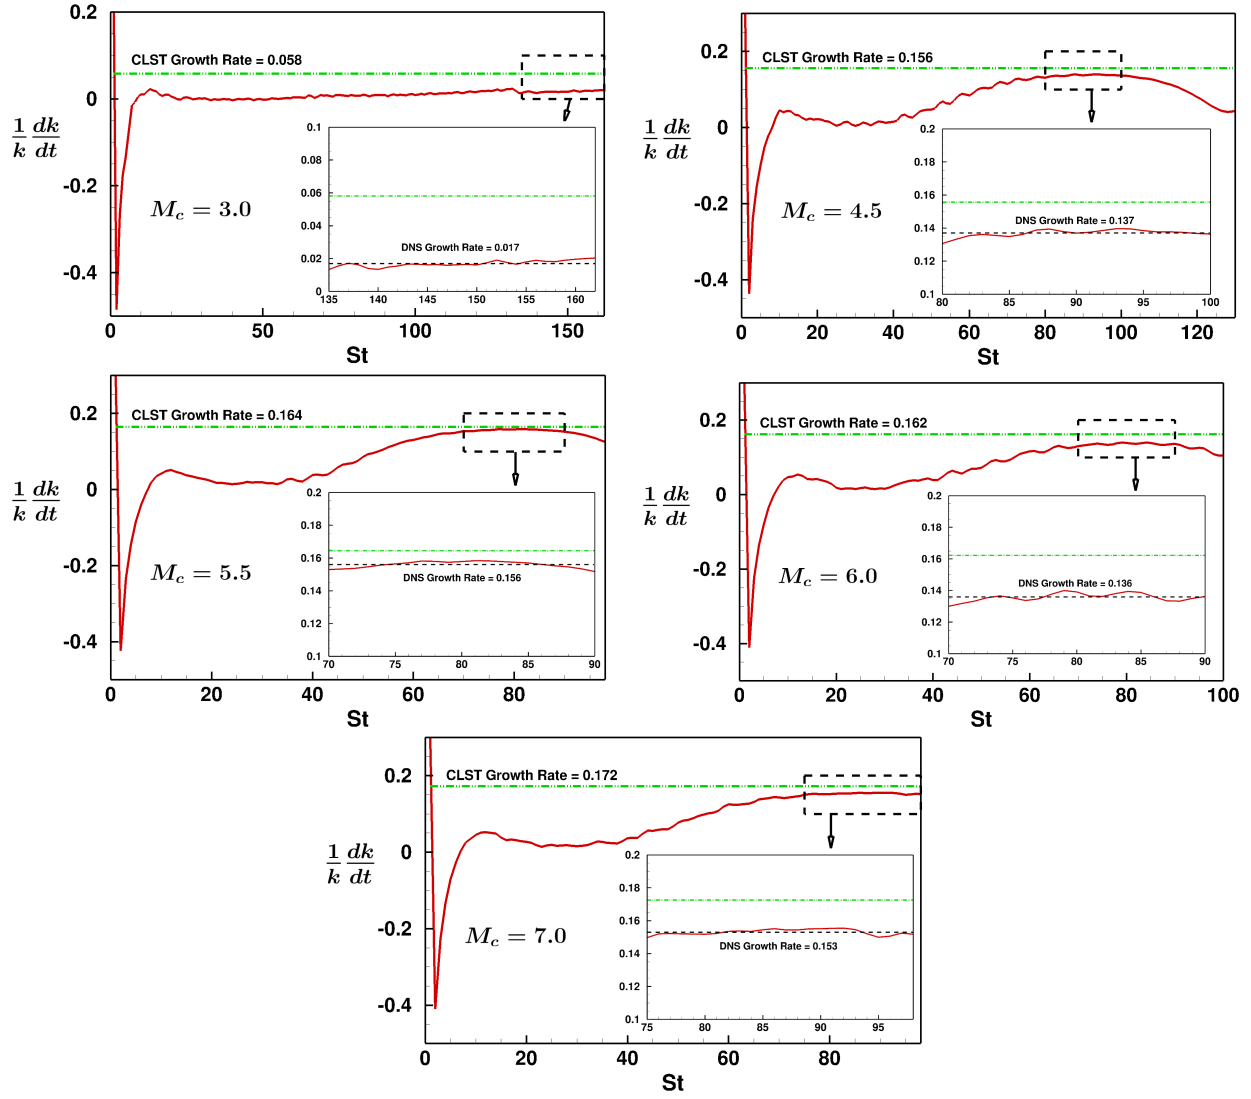 0.2
CLST Growth Rate = 0.058
0
-0.2
-0.4
1/k dk/dt
M_c = 3.0
0.1
0.08
0.06
0.04
DNS Growth Rate = 0.017
0.02
0
135 140 145 150 155 160
0 50 100 150
St
0.2
CLST Growth Rate = 0.156
0
-0.2
-0.4
1/k dk/dt
M_c = 4.5
0.2
0.18
0.16
DNS Growth Rate = 0.137
0.14
0.12
0.1
80 85 90 95 100
0 20 40 60 80 100 120
St
0.2
CLST Growth Rate = 0.164
0
-0.2
-0.4
1/k dk/dt
M_c = 5.5
0.2
0.18
0.16
DNS Growth Rate = 0.156
0.14
0.12
0.1
70 75 80 85 90
0 20 40 60 80
St
0.2
CLST Growth Rate = 0.162
0
-0.2
-0.4
1/k dk/dt
M_c = 6.0
0.2
0.18
0.16
DNS Growth Rate = 0.136
0.14
0.12
0.1
70 75 80 85 90
0 20 40 60 80 100
St
0.2
CLST Growth Rate = 0.172
0
-0.2
-0.4
1/k dk/dt
M_c = 7.0
0.2
0.18
0.16
DNS Growth Rate = 0.153
0.14
0.12
0.1
75 80 85 90 95
0 20 40 60 80
St